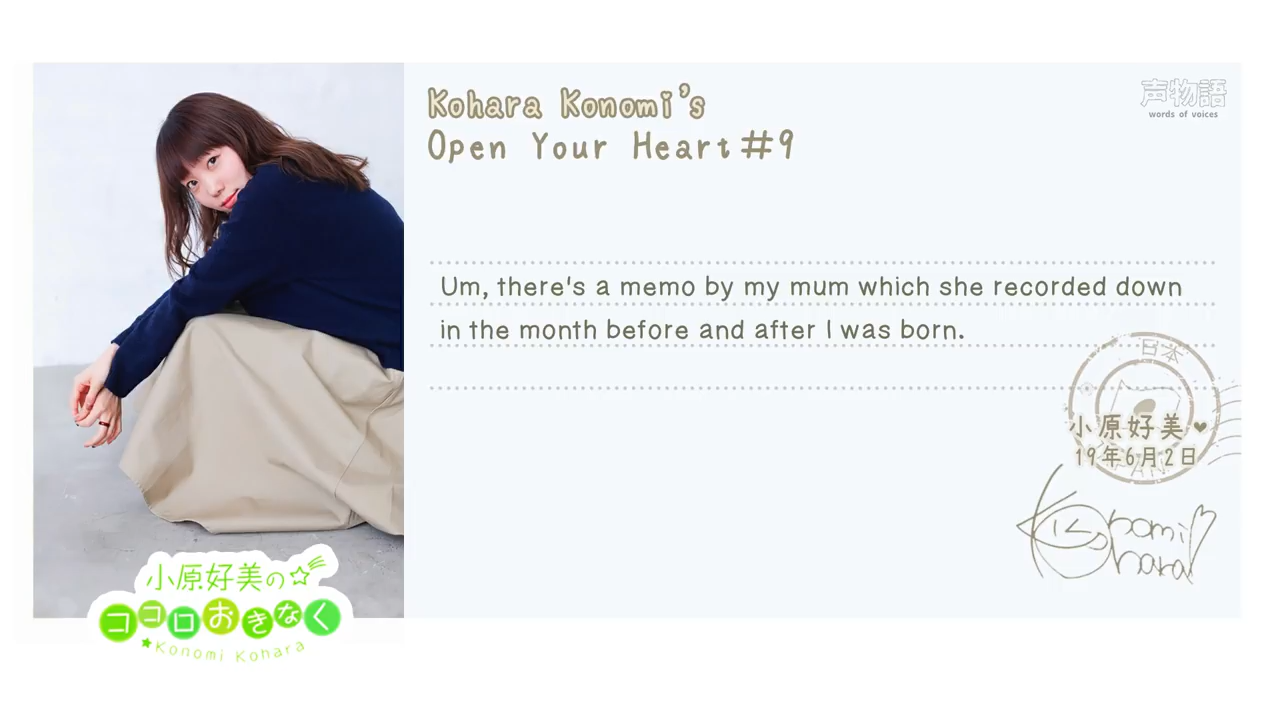 Kohara Konomi's
Open Your Heart #9
声物語
words of voices
Um, there's a memo by my mum which she recorded down
in the month before and after I was born.
日本
小原好美❤
19年6月2日
Konomi
Kohara
小原好美の☆
ココロおきなく
★Konomi Kohara